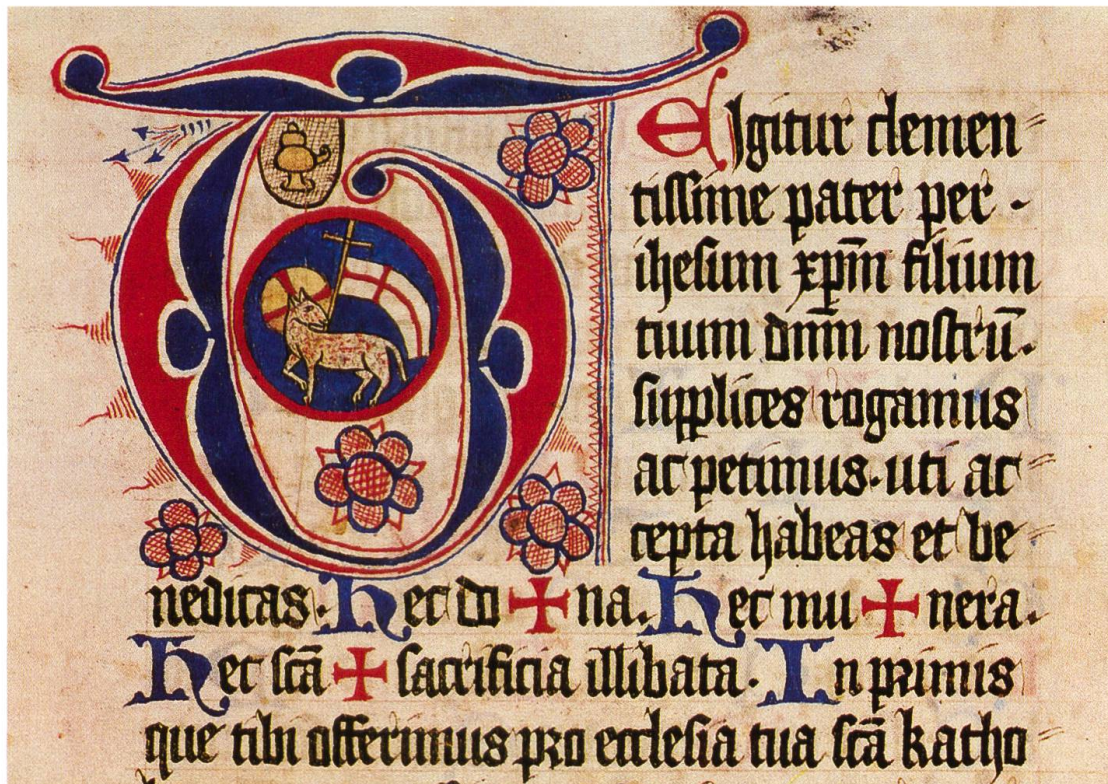 TE Igitur clemen=
tissime pater per -
ihesum xp̄m filium
tuum dn̄m nostrū.
supplices rogamus
ac petimus. uti ac=
cepta habeas et be=
nedicas. Hec do + na. Hec mu + nera.
Hec sc̄a + sacrificia illibata. In primis
que tibi offerimus pro ecclesia tua sc̄a katho=